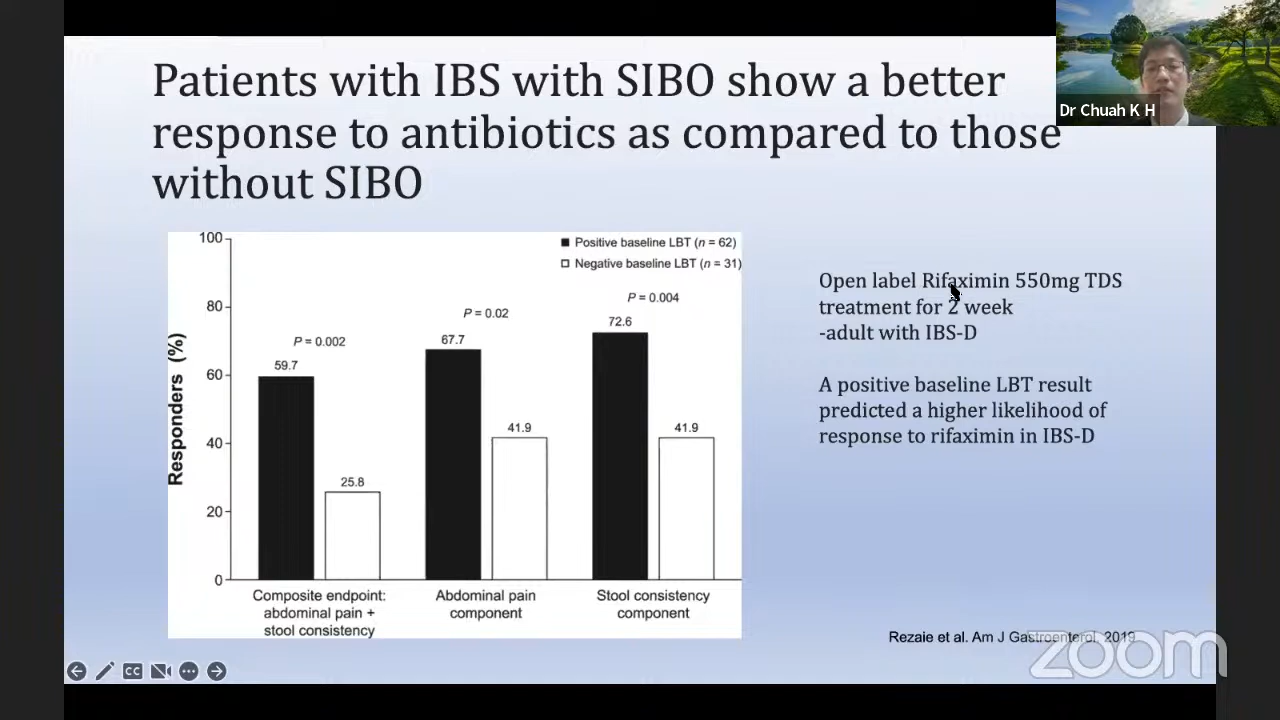 Patients with IBS with SIBO show a better
response to antibiotics as compared to those
without SIBO
Dr Chuah K H
Positive baseline LBT (n = 62)
Negative baseline LBT (n = 31)
Responders (%)
100
80
60
40
20
0
P = 0.002
59.7
25.8
P = 0.02
67.7
41.9
P = 0.004
72.6
41.9
Composite endpoint:
abdominal pain +
stool consistency
Abdominal pain
component
Stool consistency
component
Open label Rifaximin 550mg TDS
treatment for 2 week
-adult with IBS-D
A positive baseline LBT result
predicted a higher likelihood of
response to rifaximin in IBS-D
Rezaie et al. Am J Gastroenterol, 2019
zoom
CC